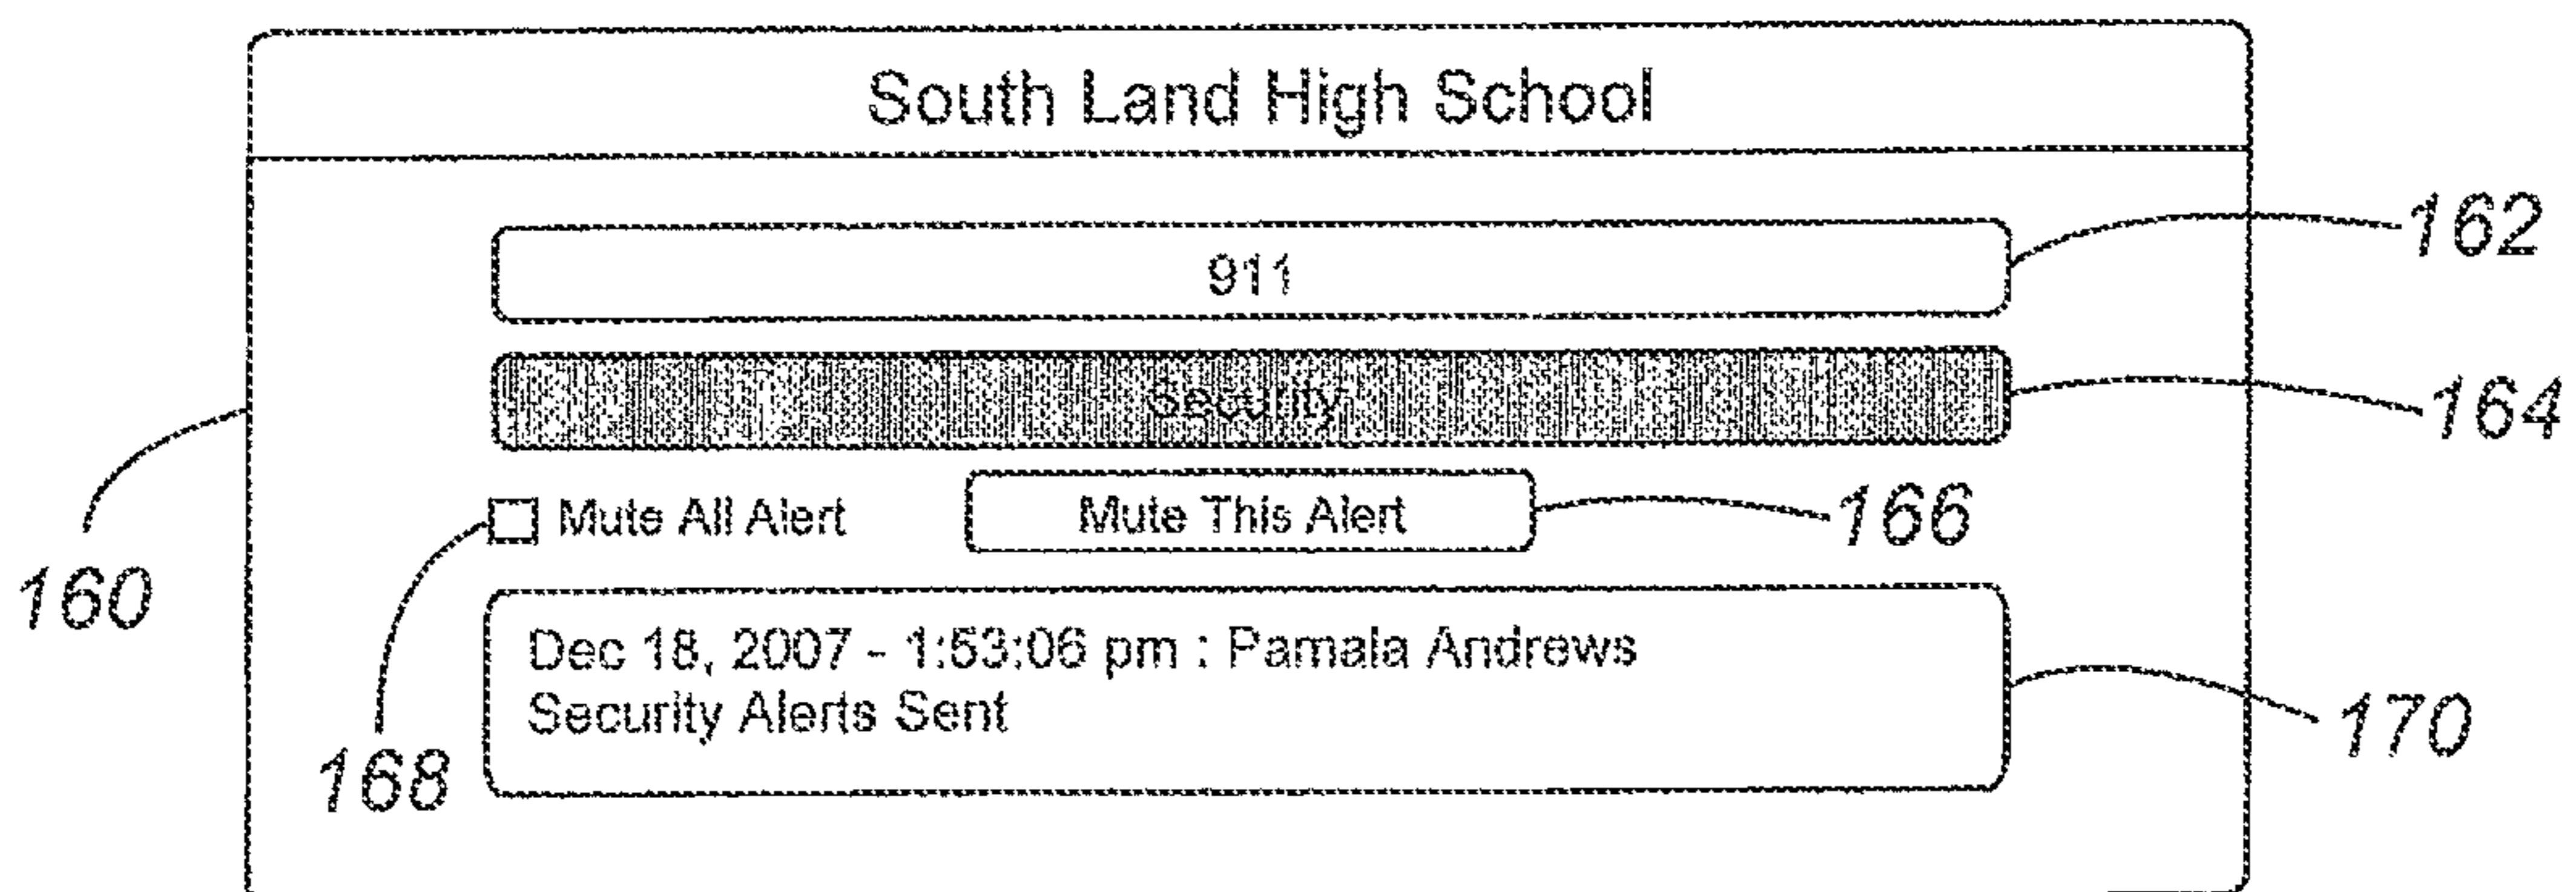 South Land High School
911
162
Security
164
Mute All Alert
Mute This Alert
166
160
Dec 18, 2007 - 1:53:06 pm : Pamala Andrews
Security Alerts Sent
170
168